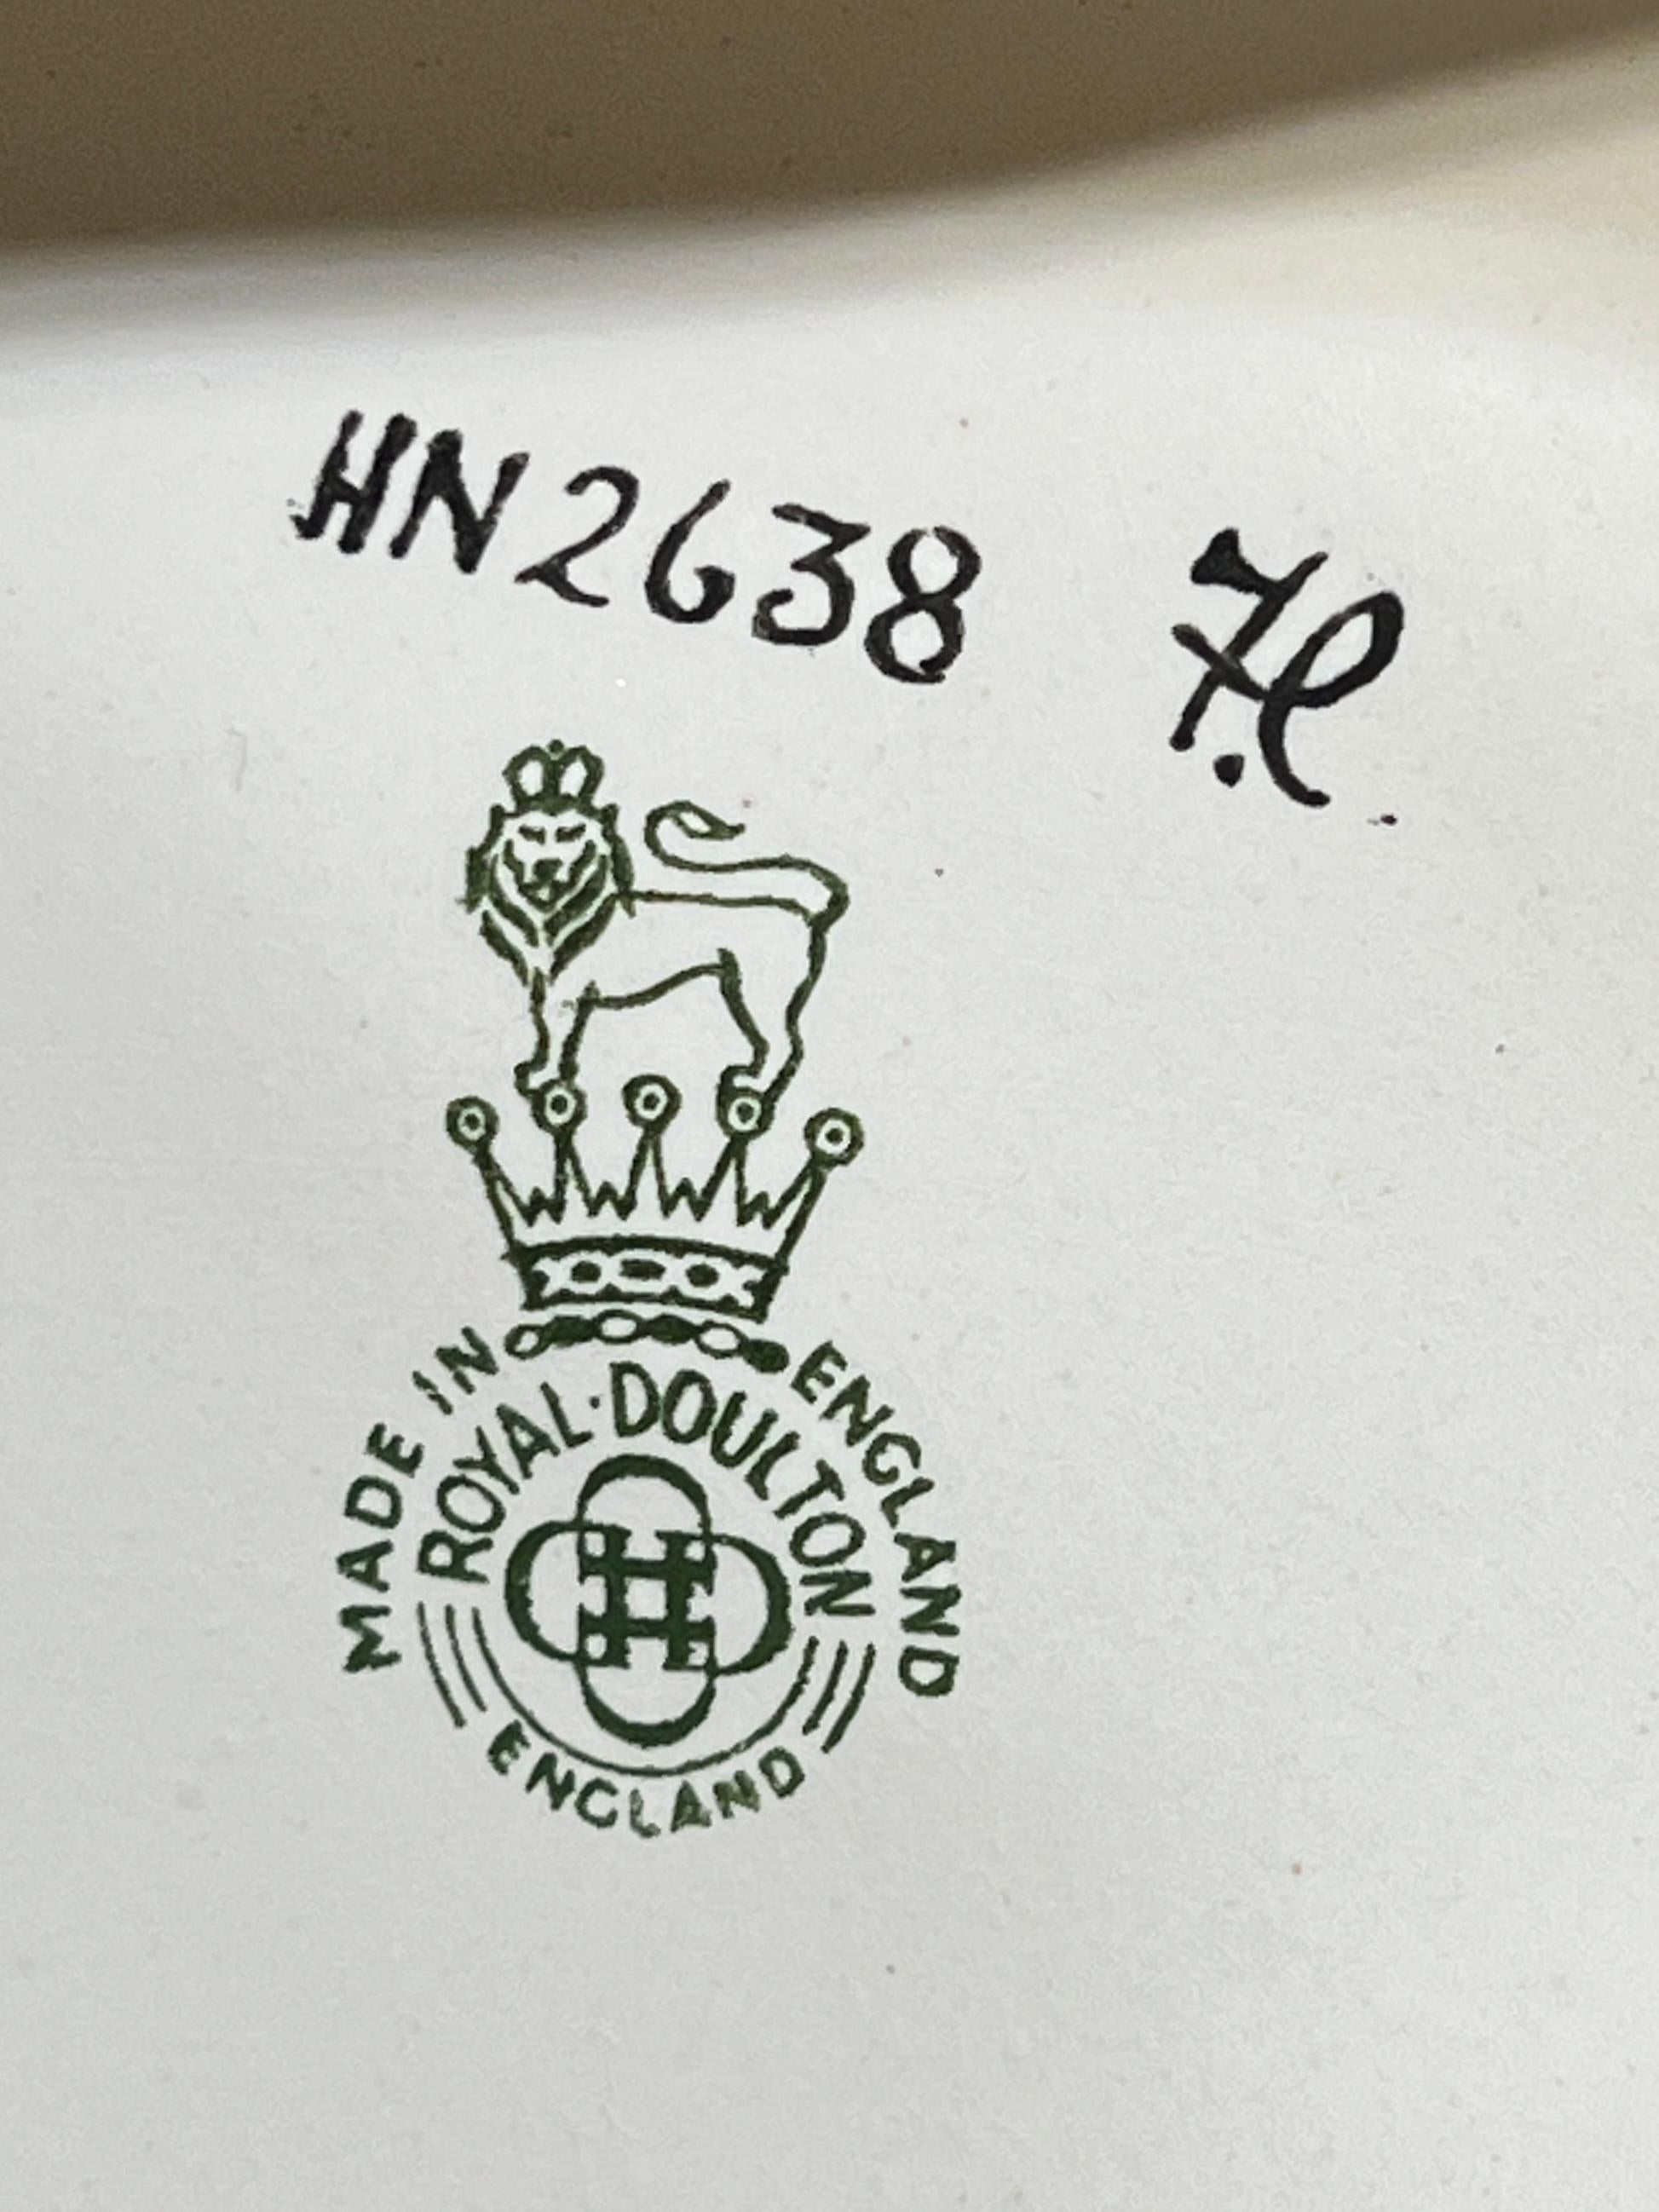 HN2638
MADE IN ENGLAND
ROYAL·DOULTON
ENGLAND